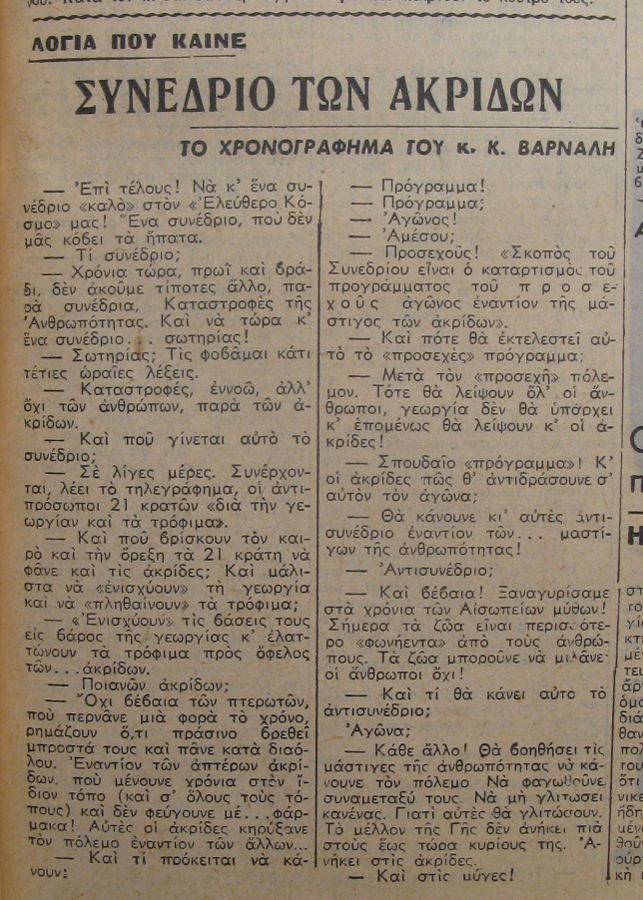 ΛΟΓΙΑ ΠΟΥ ΚΑΙΝΕ
ΣΥΝΕΔΡΙΟ ΤΩΝ ΑΚΡΙΔΩΝ
ΤΟ ΧΡΟΝΟΓΡΑΦΗΜΑ ΤΟΥ κ. Κ. ΒΑΡΝΑΛΗ
— Ἐπὶ τέλους! Νὰ κ' ἕνα συ-
νέδριο «καλὸ» στὸν «Ἐλεύθερο Κό-
σμο» μας! Ἕνα συνέδριο, ποὺ δὲν
μᾶς κόβει τὰ ἥπατα.
— Τί συνέδριο;
— Χρόνια τώρα, πρωῒ καὶ βρά-
δι, δὲν ἀκοῦμε τίποτες ἄλλο, πα-
ρὰ συνέδρια, Καταστροφές τῆς
Ἀνθρωπότητας. Καὶ νὰ τώρα κ'
ἕνα συνέδριο... σωτηρίας!
— Σωτηρίας; Τὶς φοβᾶμαι κάτι
τέτιες ὡραῖες λέξεις.
— Καταστροφές, ἐννοῶ, ἀλλ'
ὄχι τῶν ἀνθρώπων, παρὰ τῶν ἀ-
κρίδων.
— Καὶ ποῦ γίνεται αὐτὸ τὸ
συνέδριο;
— Σὲ λίγες μέρες. Συνέρχον-
ται, λέει τὸ τηλεγράφημα, οἱ ἀντι-
πρόσωποι 21 κρατῶν «διὰ τὴν γε-
ωργίαν καὶ τὰ τρόφιμα».
— Καὶ ποῦ βρίσκουν τὸν και-
ρὸ καὶ τὴν ὄρεξη τὰ 21 κράτη νὰ
φᾶνε καὶ τὶς ἀκρίδες; Καὶ μάλι-
στα νὰ «ἐνισχύουν» τὴ γεωργία
καὶ νὰ «πληθαίνουν» τὰ τρόφιμα;
— «Ἐνισχύουν» τὶς βάσεις τους
εἰς βάρος τῆς γεωργίας κ' ἐλατ-
τώνουν τὰ τρόφιμα πρὸς ὄφελος
τῶν... ἀκρίδων.
— Ποιανῶν ἀκρίδων;
— Ὄχι βέβαια τῶν πτερωτῶν,
ποὺ περνᾶνε μιὰ φορὰ τὸ χρόνο,
ρημάζουν ὅ,τι πράσινο βρεθεῖ
μπροστά τους καὶ πᾶνε κατὰ διαό-
λου. Ἐναντίον τῶν ἀπτέρων ἀκρί-
δων, ποὺ μένουνε χρόνια στὸν ἴ-
διον τόπο (καὶ σ' ὅλους τοὺς τό-
πους) καὶ δὲν φεύγουνε μέ... φάρ-
μακα! Αὐτὲς οἱ ἀκρίδες κηρύξανε
τὸν πόλεμο ἐναντίον τῶν ἄλλων...
— Καὶ τί πρόκειται νὰ κά-
νουν;
— Πρόγραμμα!
— Πρόγραμμα;
— Ἀγῶνος!
— Ἀμέσου;
— Προσεχοῦς! «Σκοπὸς τοῦ
Συνεδρίου εἶναι ὁ καταρτισμὸς τοῦ
προγράμματος τοῦ προσε-
χοῦς ἀγῶνος ἐναντίον τῆς μά-
στιγος τῶν ἀκρίδων».
— Καὶ πότε θὰ ἐκτελεστεῖ αὐ-
τὸ τὸ «προσεχὲς» πρόγραμμα;
— Μετὰ τὸν «προσεχῆ» πόλε-
μον. Τότε θὰ λείψουν ὅλ' οἱ ἄν-
θρωποι, γεωργία δὲν θὰ ὑπάρχει
κ' ἑπομένως θὰ λείψουν κ' οἱ ἀ-
κρίδες!
— Σπουδαῖο «πρόγραμμα»! Κ'
οἱ ἀκρίδες πῶς θ' ἀντιδράσουνε σ'
αὐτὸν τὸν ἀγῶνα;
— Θὰ κάνουνε κι' αὐτὲς ἀντι-
συνέδριο ἐναντίον τῶν... μαστί-
γων τῆς ἀνθρωπότητας!
— Ἀντισυνέδριο;
— Καὶ βέβαια! Ξαναγυρίσαμε
στὰ χρόνια τῶν Αἰσωπείων μύθων!
Σήμερα τὰ ζῶα εἶναι περισσότε-
ρο «φωνήεντα» ἀπὸ τοὺς ἀνθρώ-
πους. Τὰ ζῶα μποροῦνε νὰ μιλᾶνε·
οἱ ἄνθρωποι ὄχι!
— Καὶ τί θὰ κάνει αὐτὸ τὸ
ἀντισυνέδριο;
Ἀγῶνα;
— Κάθε ἄλλο! Θὰ βοηθήσει τὶς
μάστιγες τῆς ἀνθρωπότητας νὰ κά-
νουνε τὸν πόλεμο Νὰ φαγωθοῦνε
συναμεταξύ τους. Νὰ μὴ γλιτώσει
κανένας. Γιατὶ αὐτὲς θὰ γλιτώσουν.
Τὸ μέλλον τῆς Γῆς δὲν ἀνήκει πιὰ
στοὺς ἕως τώρα κυρίους της. Ἀ-
νήκει στὶς ἀκρίδες.
— Καὶ στὶς μύγες!